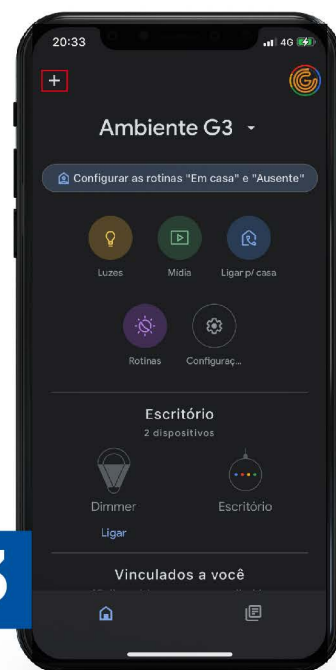 20:33
4G
+
Ambiente G3
Configurar as rotinas "Em casa" e "Ausente"
Luzes
Mídia
Ligar p/ casa
Rotinas
Configuraç...
Escritório
2 dispositivos
Dimmer
Escritório
Ligar
3
Vinculados a você